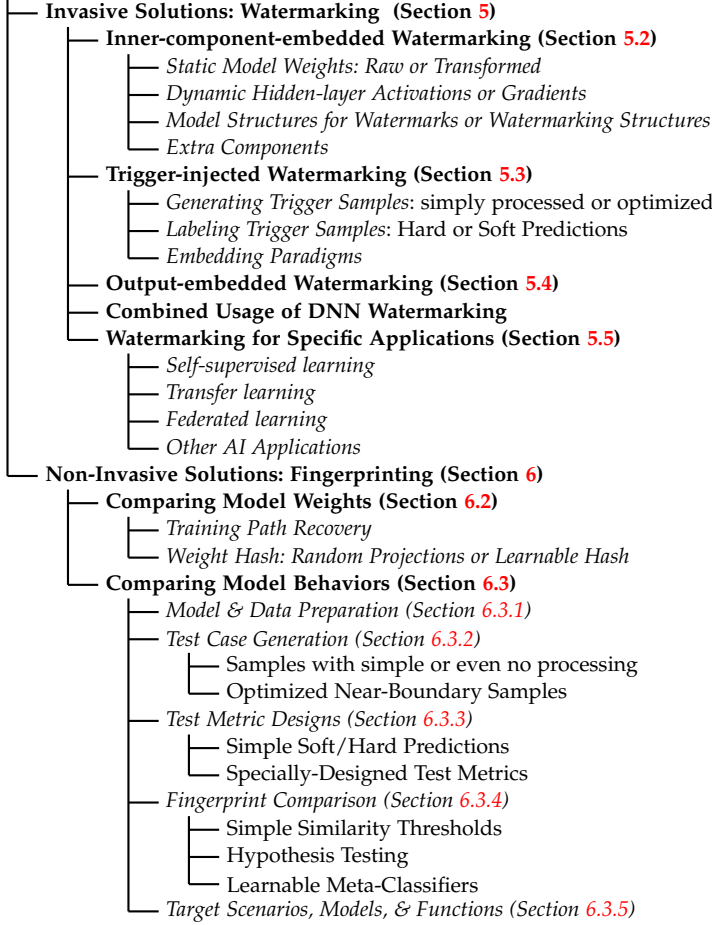 Invasive Solutions: Watermarking (Section 5)
Inner-component-embedded Watermarking (Section 5.2)
Static Model Weights: Raw or Transformed
Dynamic Hidden-layer Activations or Gradients
Model Structures for Watermarks or Watermarking Structures
Extra Components
Trigger-injected Watermarking (Section 5.3)
Generating Trigger Samples: simply processed or optimized
Labeling Trigger Samples: Hard or Soft Predictions
Embedding Paradigms
Output-embedded Watermarking (Section 5.4)
Combined Usage of DNN Watermarking
Watermarking for Specific Applications (Section 5.5)
Self-supervised learning
Transfer learning
Federated learning
Other AI Applications
Non-Invasive Solutions: Fingerprinting (Section 6)
Comparing Model Weights (Section 6.2)
Training Path Recovery
Weight Hash: Random Projections or Learnable Hash
Comparing Model Behaviors (Section 6.3)
Model & Data Preparation (Section 6.3.1)
Test Case Generation (Section 6.3.2)
Samples with simple or even no processing
Optimized Near-Boundary Samples
Test Metric Designs (Section 6.3.3)
Simple Soft/Hard Predictions
Specially-Designed Test Metrics
Fingerprint Comparison (Section 6.3.4)
Simple Similarity Thresholds
Hypothesis Testing
Learnable Meta-Classifiers
Target Scenarios, Models, & Functions (Section 6.3.5)